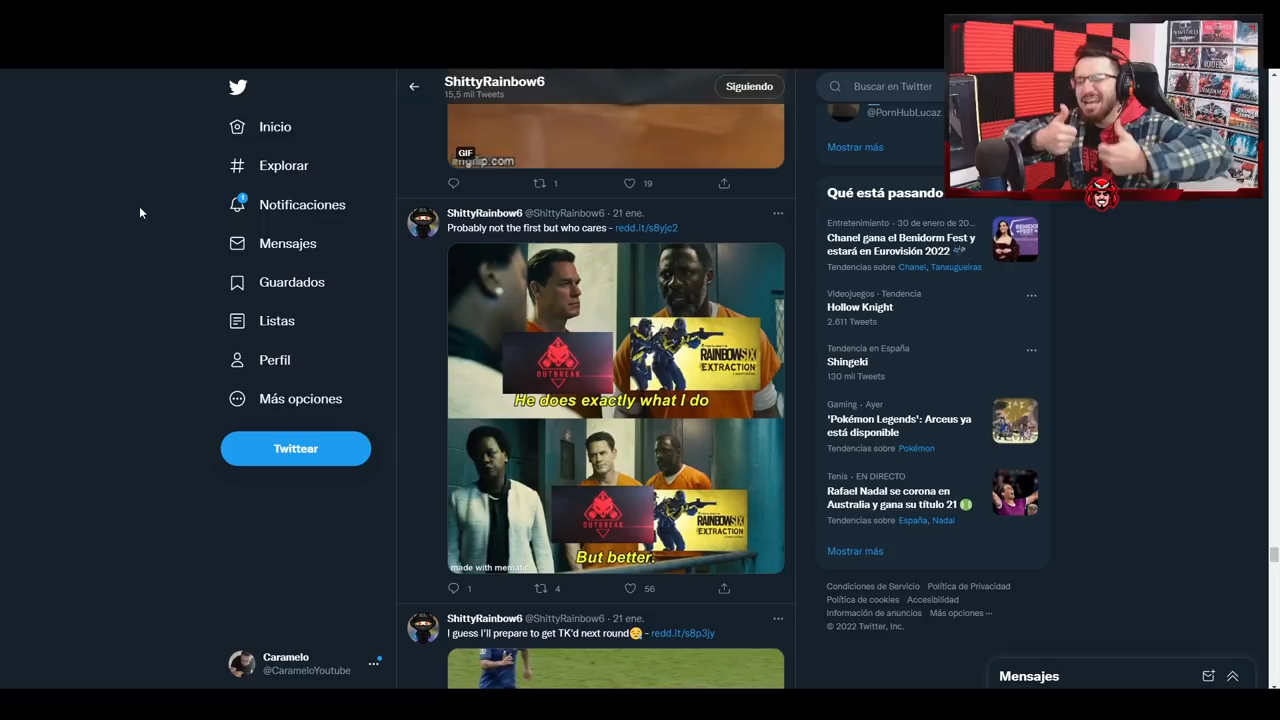 ShittyRainbow6
15,5 mil Tweets
Siguiendo
Buscar en Twitter
Inicio
Explorar
Notificaciones
Mensajes
Guardados
Listas
Perfil
Más opciones
Twittear
Caramelo
@CarameloYoutube
GIF
imgflip.com
1
19
ShittyRainbow6 @ShittyRainbow6 · 21 ene.
Probably not the first but who cares - redd.it/s8yjc2
OUTBREAK
RAINBOW SIX
EXTRACTION
He does exactly what I do
OUTBREAK
RAINBOW SIX
EXTRACTION
But better.
made with mematic
1
4
56
ShittyRainbow6 @ShittyRainbow6 · 21 ene.
I guess I'll prepare to get TK'd next round😔 - redd.it/s8p3jy
@PornHubLucaz
Mostrar más
Qué está pasando
Entretenimiento · 30 de enero de 20...
Chanel gana el Benidorm Fest y
estará en Eurovisión 2022
Tendencias sobre Chanel, Tanxugueiras
Videojuegos · Tendencia
Hollow Knight
2.611 Tweets
Tendencia en España
Shingeki
130 mil Tweets
Gaming · Ayer
'Pokémon Legends': Arceus ya
está disponible
Tendencias sobre Pokémon
Tenis · EN DIRECTO
Rafael Nadal se corona en
Australia y gana su título 21
Tendencias sobre España, Nadal
Mostrar más
Condiciones de Servicio Política de Privacidad
Política de cookies Accesibilidad
Información de anuncios Más opciones ···
© 2022 Twitter, Inc.
Mensajes